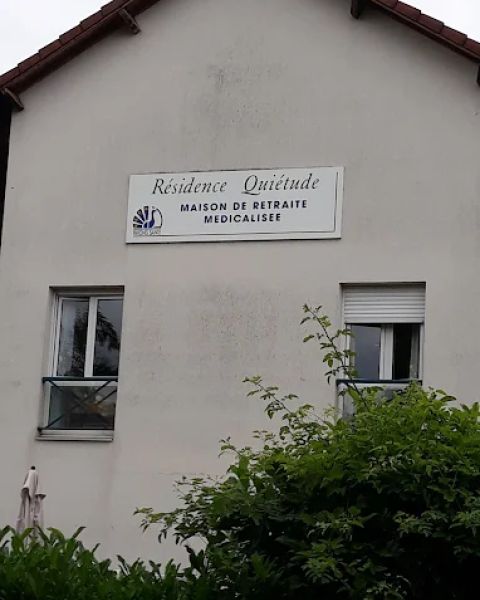 Résidence Quiétude
MAISON DE RETRAITE
MEDICALISEE